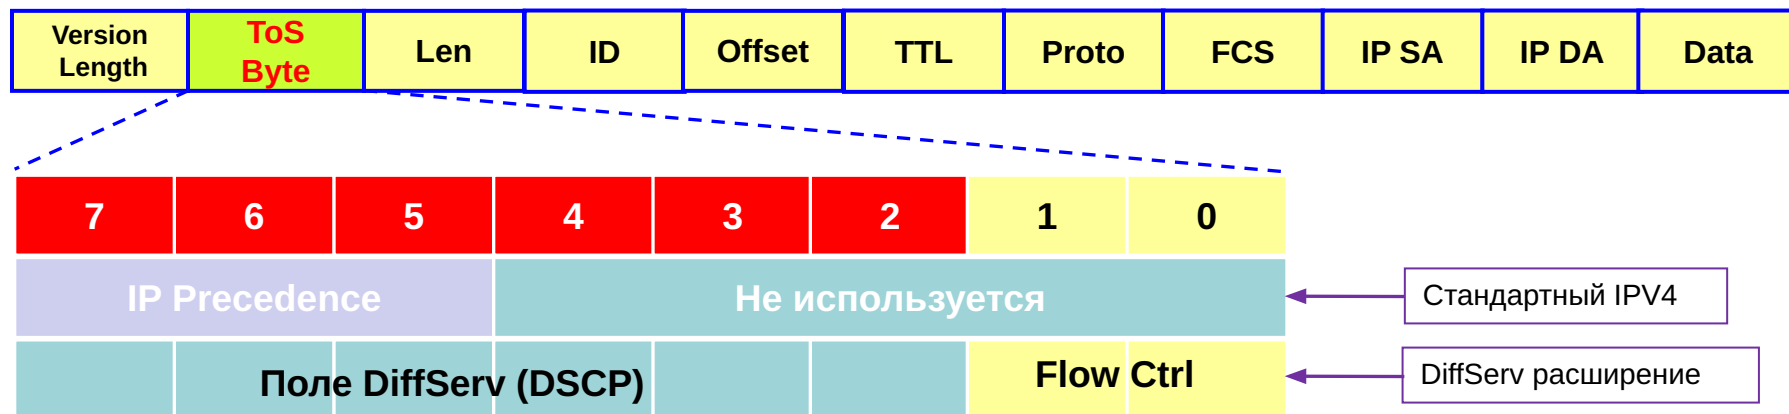 Version Length ToS Byte Len ID Offset TTL Proto FCS IP SA IP DA Data
7 6 5 4 3 2 1 0
IP Precedence Не используется Стандартный IPV4
Поле DiffServ (DSCP) Flow Ctrl DiffServ расширение